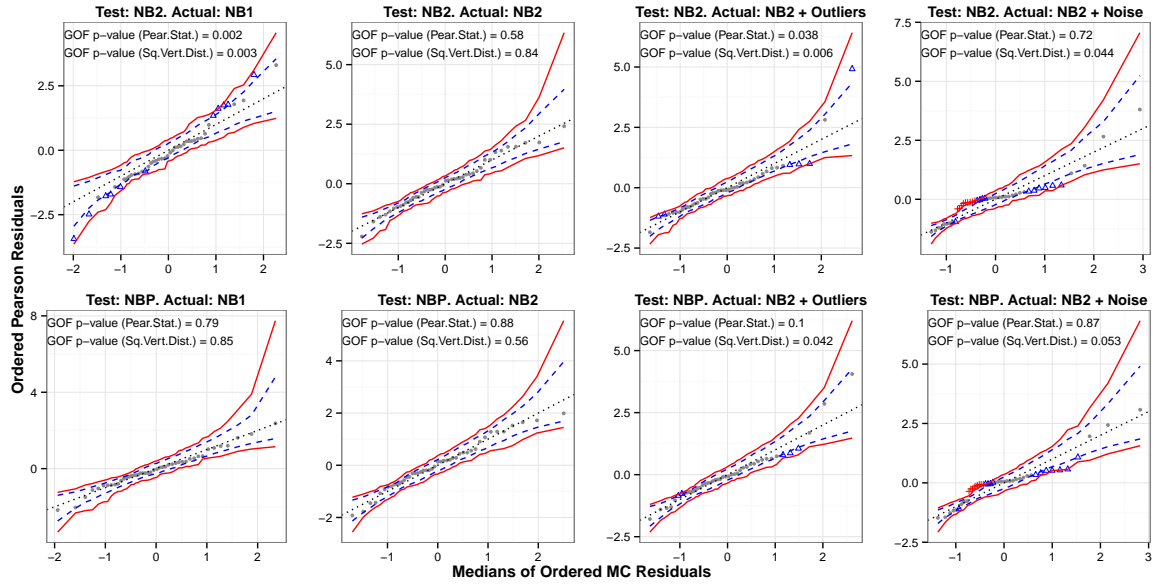 Test: NB2. Actual: NB1
Test: NB2. Actual: NB2
Test: NB2. Actual: NB2 + Outliers
Test: NB2. Actual: NB2 + Noise
GOF p−value (Pear.Stat.) = 0.002
GOF p−value (Sq.Vert.Dist.) = 0.003
2.5
0.0
−2.5
−2 −1 0 1 2
GOF p−value (Pear.Stat.) = 0.58
GOF p−value (Sq.Vert.Dist.) = 0.84
5.0
2.5
0.0
−2.5
−1 0 1 2
GOF p−value (Pear.Stat.) = 0.038
GOF p−value (Sq.Vert.Dist.) = 0.006
5.0
2.5
0.0
−2.5
−1 0 1 2
GOF p−value (Pear.Stat.) = 0.72
GOF p−value (Sq.Vert.Dist.) = 0.044
7.5
5.0
2.5
0.0
−2.5
−1 0 1 2 3
Ordered Pearson Residuals
Test: NBP. Actual: NB1
Test: NBP. Actual: NB2
Test: NBP. Actual: NB2 + Outliers
Test: NBP. Actual: NB2 + Noise
GOF p−value (Pear.Stat.) = 0.79
GOF p−value (Sq.Vert.Dist.) = 0.85
8
4
0
−2 −1 0 1 2
GOF p−value (Pear.Stat.) = 0.88
GOF p−value (Sq.Vert.Dist.) = 0.56
4
2
0
−2
−1 0 1 2
GOF p−value (Pear.Stat.) = 0.1
GOF p−value (Sq.Vert.Dist.) = 0.042
5.0
2.5
0.0
−2.5
−1 0 1 2
GOF p−value (Pear.Stat.) = 0.87
GOF p−value (Sq.Vert.Dist.) = 0.053
5.0
2.5
0.0
−2.5
−1 0 1 2 3
Medians of Ordered MC Residuals